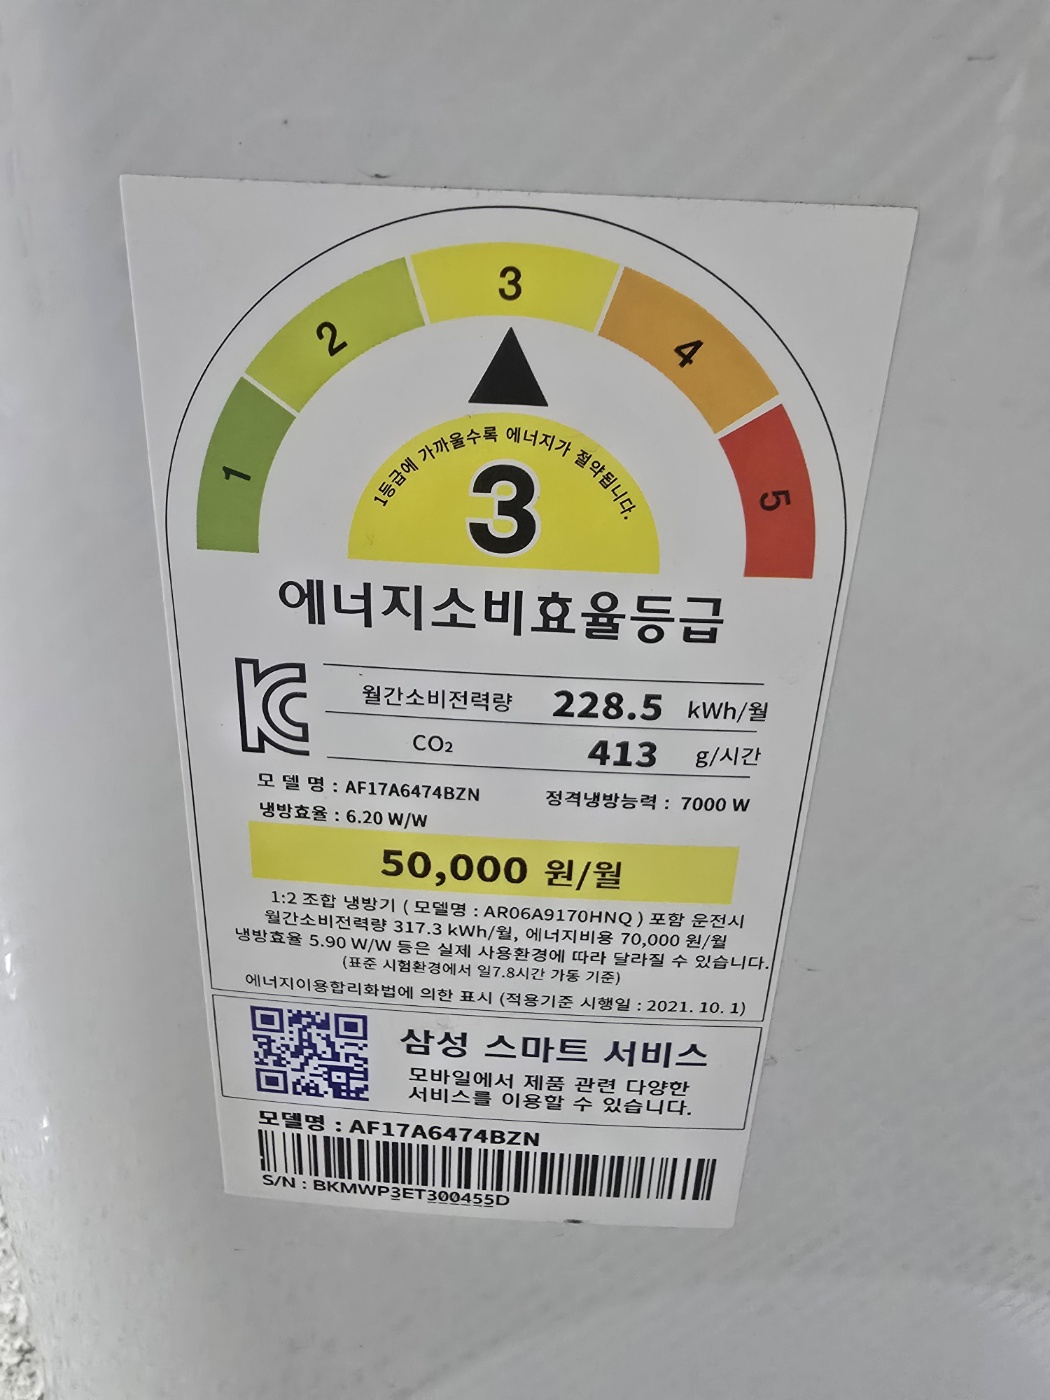 1
2
3
4
5
1등급에 가까울수록 에너지가 절약됩니다.
3
에너지소비효율등급
KC
월간소비전력량 228.5 kWh/월
CO₂ 413 g/시간
모 델 명 : AF17A6474BZN 정격냉방능력 : 7000 W
냉방효율 : 6.20 W/W
50,000 원/월
1:2 조합 냉방기 ( 모델명 : AR06A9170HNQ ) 포함 운전시
월간소비전력량 317.3 kWh/월, 에너지비용 70,000 원/월
냉방효율 5.90 W/W 등은 실제 사용환경에 따라 달라질 수 있습니다.
(표준 시험환경에서 일7.8시간 가동 기준)
에너지이용합리화법에 의한 표시 (적용기준 시행일 : 2021. 10. 1)
삼성 스마트 서비스
모바일에서 제품 관련 다양한
서비스를 이용할 수 있습니다.
모델명 : AF17A6474BZN
S/N : BKMWP3ET300455D